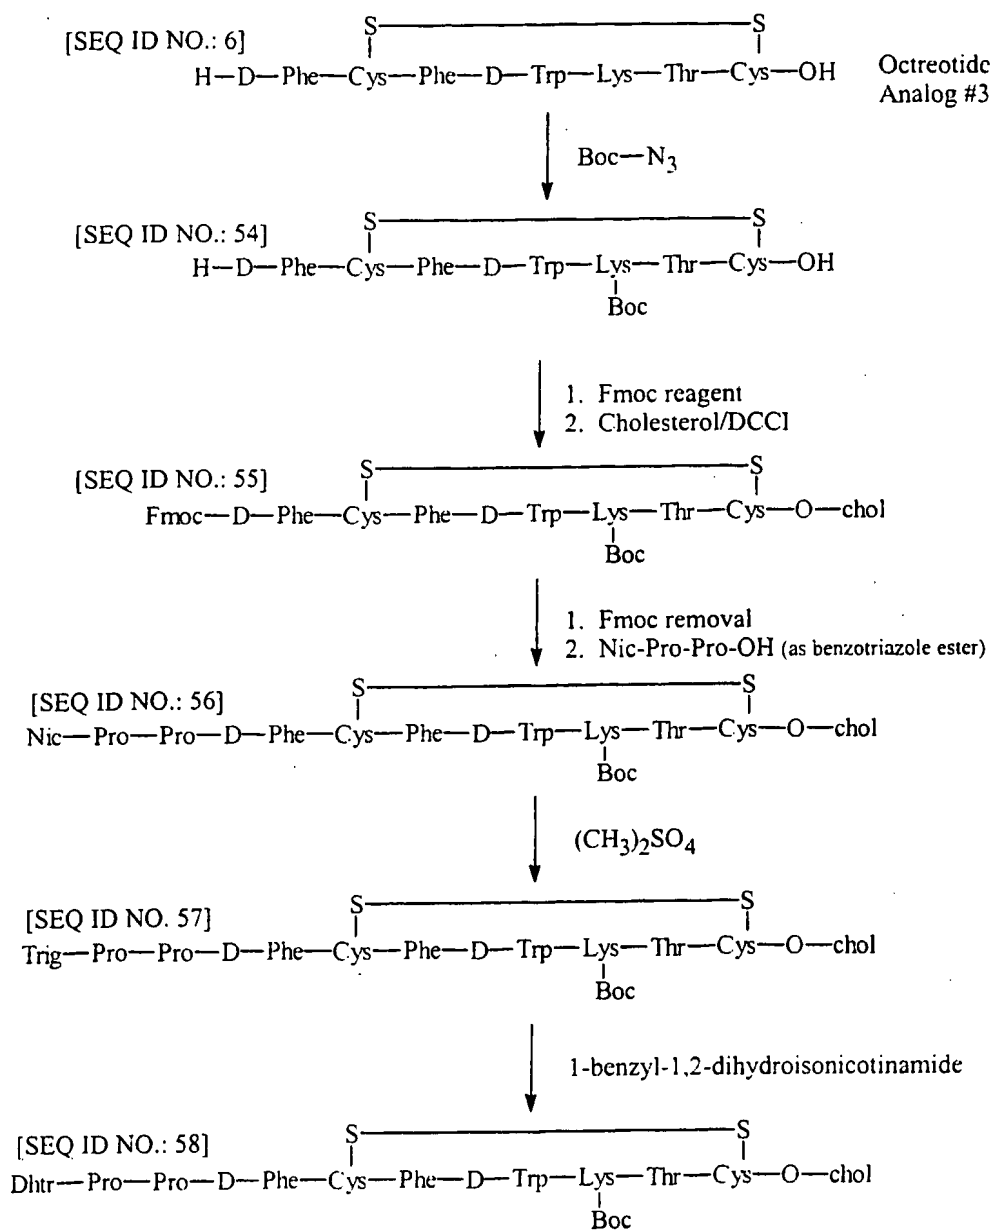 [SEQ ID NO.: 6]
S S
H—D—Phe—Cys—Phe—D—Trp—Lys—Thr—Cys—OH
Octreotide
Analog #3
Boc—N3
[SEQ ID NO.: 54]
S S
H—D—Phe—Cys—Phe—D—Trp—Lys—Thr—Cys—OH
Boc
1. Fmoc reagent
2. Cholesterol/DCCI
[SEQ ID NO.: 55]
S S
Fmoc—D—Phe—Cys—Phe—D—Trp—Lys—Thr—Cys—O—chol
Boc
1. Fmoc removal
2. Nic-Pro-Pro-OH (as benzotriazole ester)
[SEQ ID NO.: 56]
S S
Nic—Pro—Pro—D—Phe—Cys—Phe—D—Trp—Lys—Thr—Cys—O—chol
Boc
(CH3)2SO4
[SEQ ID NO. 57]
S S
Trig—Pro—Pro—D—Phe—Cys—Phe—D—Trp—Lys—Thr—Cys—O—chol
Boc
1-benzyl-1,2-dihydroisonicotinamide
[SEQ ID NO.: 58]
S S
Dhtr—Pro—Pro—D—Phe—Cys—Phe—D—Trp—Lys—Thr—Cys—O—chol
Boc